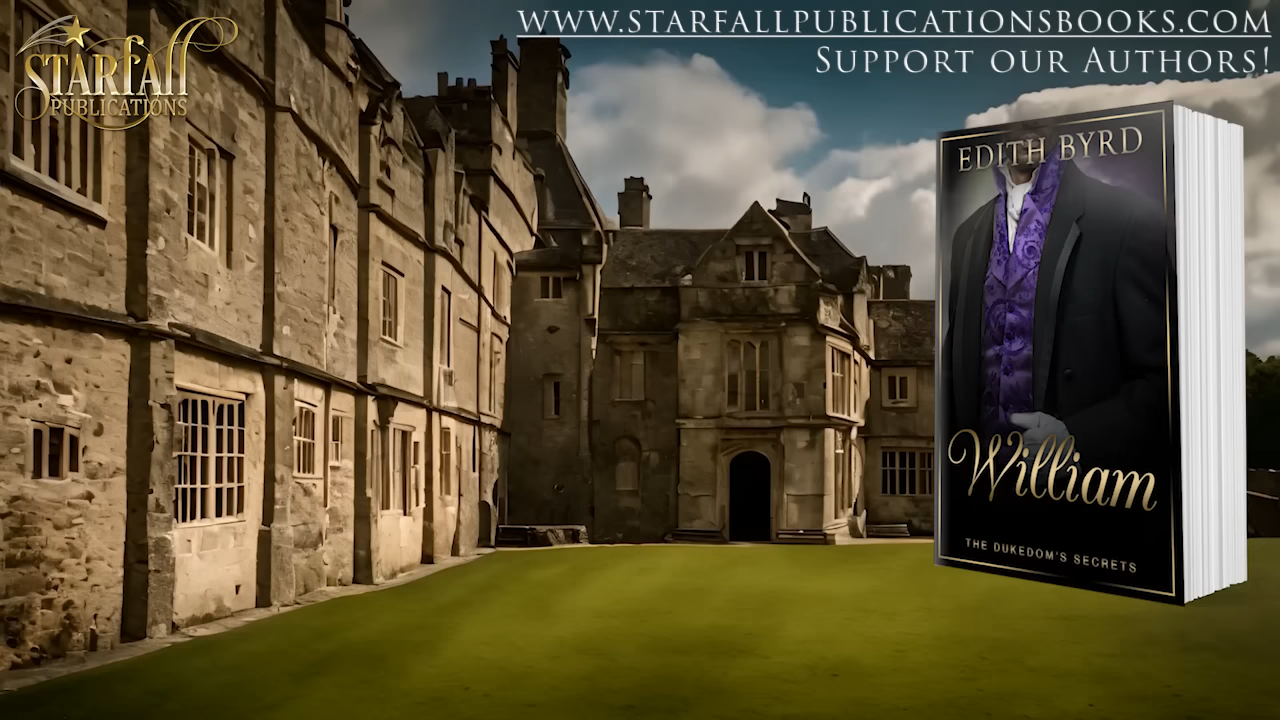 STARfall
PUBLICATIONS
WWW.STARFALLPUBLICATIONSBOOKS.COM
SUPPORT OUR AUTHORS!
EDITH BYRD
William
THE DUKEDOM'S SECRETS